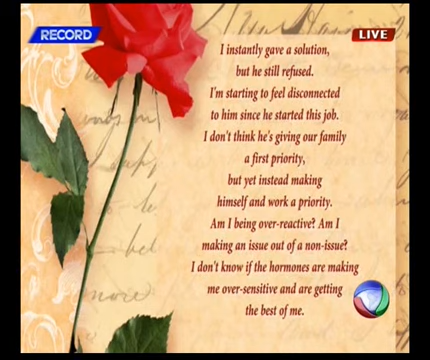 RECORD
LIVE
I instantly gave a solution,
but he still refused.
I'm starting to feel disconnected
to him since he started this job.
I don't think he's giving our family
a first priority,
but yet instead making
himself and work a priority.
Am I being over-reactive? Am I
making an issue out of a non-issue?
I don't know if the hormones are making
me over-sensitive and are getting
the best of me.